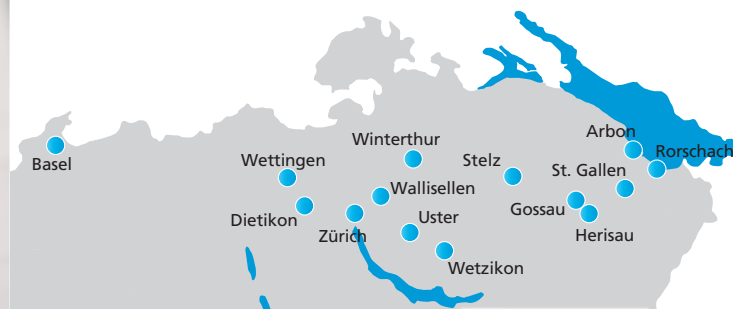 Arbon
Winterthur
Rorschach
Basel
Wettingen
Stelz
St. Gallen
Wallisellen
Dietikon
Uster
Gossau
Zürich
Herisau
Wetzikon